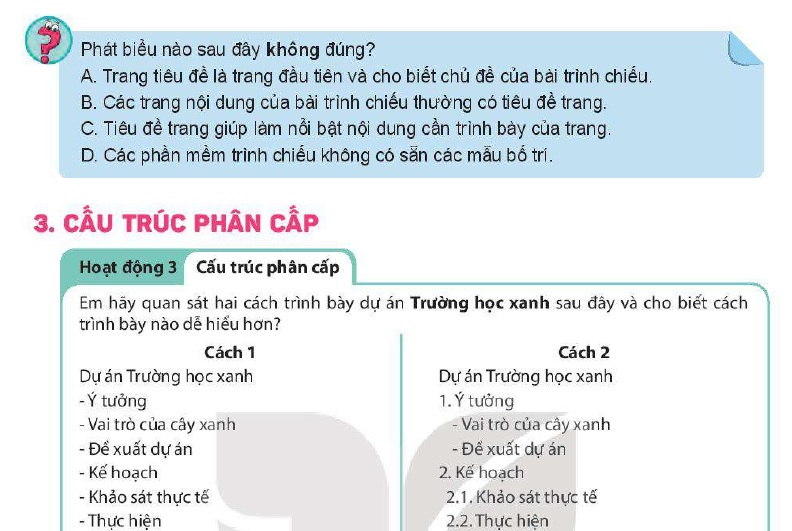 Phát biểu nào sau đây không đúng?
A. Trang tiêu đề là trang đầu tiên và cho biết chủ đề của bài trình chiếu.
B. Các trang nội dung của bài trình chiếu thường có tiêu đề trang.
C. Tiêu đề trang giúp làm nổi bật nội dung cần trình bày của trang.
D. Các phần mềm trình chiếu không có sẵn các mẫu bố trí.
3. CẤU TRÚC PHÂN CẤP
Hoạt động 3 Cấu trúc phân cấp
Em hãy quan sát hai cách trình bày dự án Trường học xanh sau đây và cho biết cách
trình bày nào dễ hiểu hơn?
Cách 1
Dự án Trường học xanh
- Ý tưởng
- Vai trò của cây xanh
- Đề xuất dự án
- Kế hoạch
- Khảo sát thực tế
- Thực hiện
Cách 2
Dự án Trường học xanh
1. Ý tưởng
- Vai trò của cây xanh
- Đề xuất dự án
2. Kế hoạch
2.1. Khảo sát thực tế
2.2. Thực hiện